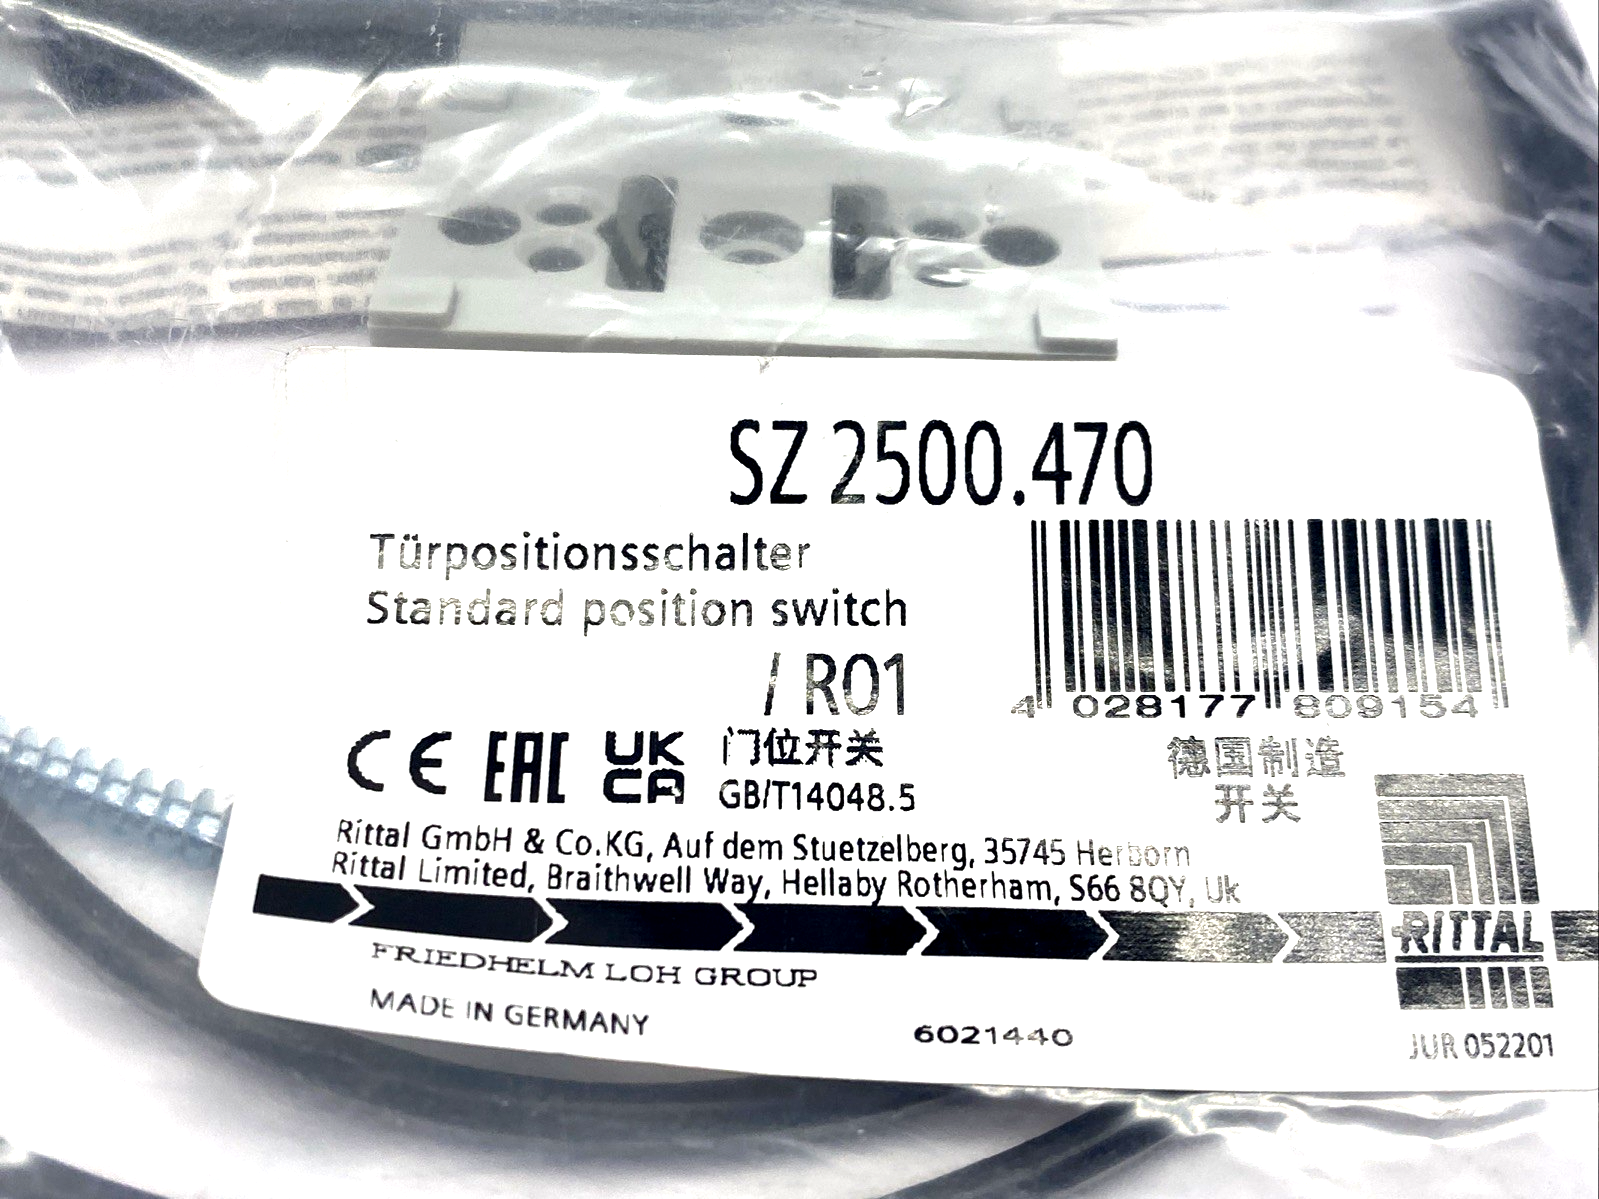 SZ 2500.470
Türpositionsschalter
Standard position switch
/ R01
4 028177 809154
CE EAC UK CA
门位开关
GB/T14048.5
德国制造
开关
Rittal GmbH & Co.KG, Auf dem Stuetzelberg, 35745 Herborn
Rittal Limited, Braithwell Way, Hellaby Rotherham, S66 8QY, Uk
RITTAL
FRIEDHELM LOH GROUP
MADE IN GERMANY
6021440
JUR 052201